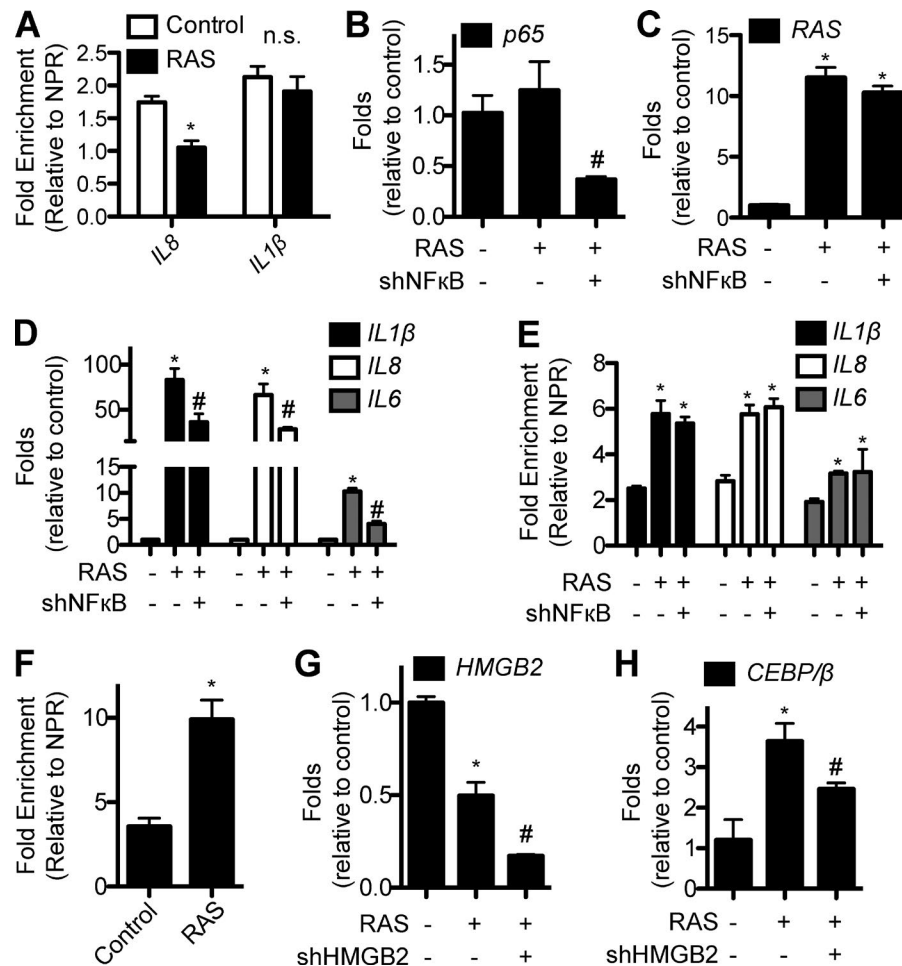 A
Control
RAS
n.s.
Fold Enrichment
(Relative to NPR)
2.5
2.0
1.5
1.0
0.5
0.0
*
IL8
IL1β
B
p65
Folds
(relative to control)
1.5
1.0
0.5
0.0
#
RAS - + +
shNFκB - - +
C
RAS
Folds
(relative to control)
15
10
5
0
* *
RAS - + +
shNFκB - - +
D
IL1β
IL8
IL6
Folds
(relative to control)
100
50
15
10
5
0
* # * # * #
RAS - + + - + + - + +
shNFκB - - + - - + - - +
E
IL1β
IL8
IL6
Fold Enrichment
(Relative to NPR)
8
6
4
2
0
* * * * * *
RAS - + + - + + - + +
shNFκB - - + - - + - - +
F
Fold Enrichment
(Relative to NPR)
10
5
0
*
Control
RAS
G
HMGB2
Folds
(relative to control)
1.0
0.5
0.0
* #
RAS - + +
shHMGB2 - - +
H
CEBP/β
Folds
(relative to control)
4
3
2
1
0
* #
RAS - + +
shHMGB2 - - +